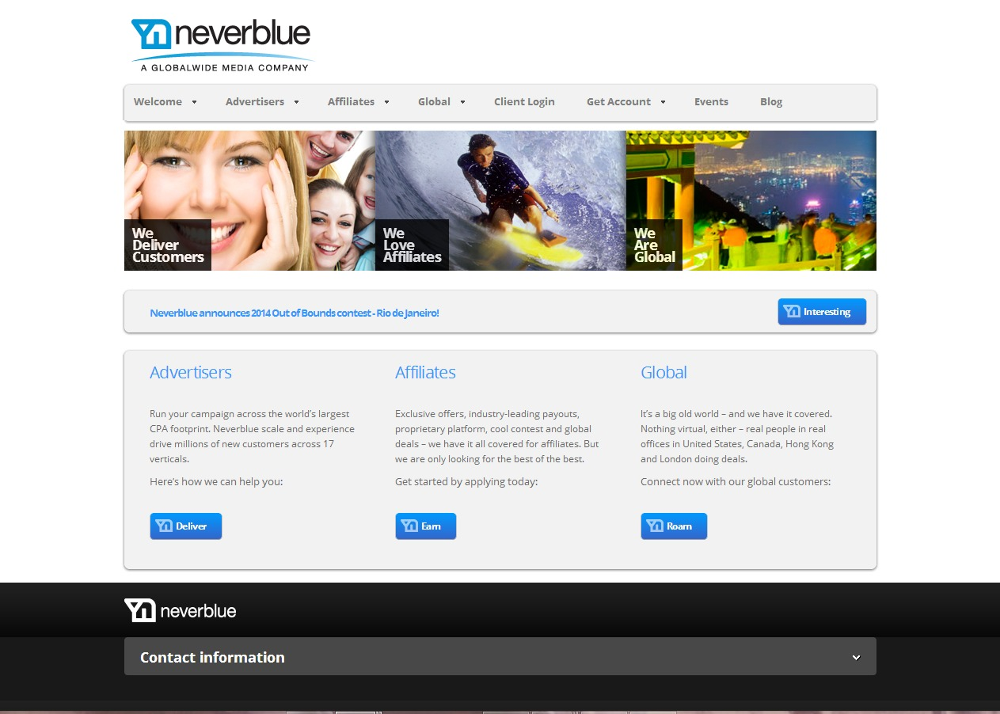 neverblue
A GLOBALWIDE MEDIA COMPANY
Welcome Advertisers Affiliates Global Client Login Get Account Events Blog
We
Deliver
Customers
We
Love
Affiliates
We
Are
Global
Neverblue announces 2014 Out of Bounds contest - Rio de Janeiro!
Interesting
Advertisers
Run your campaign across the world’s largest
CPA footprint. Neverblue scale and experience
drive millions of new customers across 17
verticals.
Here’s how we can help you:
Deliver
Affiliates
Exclusive offers, industry-leading payouts,
proprietary platform, cool contest and global
deals – we have it all covered for affiliates. But
we are only looking for the best of the best.
Get started by applying today:
Earn
Global
It’s a big old world – and we have it covered.
Nothing virtual, either – real people in real
offices in United States, Canada, Hong Kong
and London doing deals.
Connect now with our global customers:
Roam
neverblue
Contact information